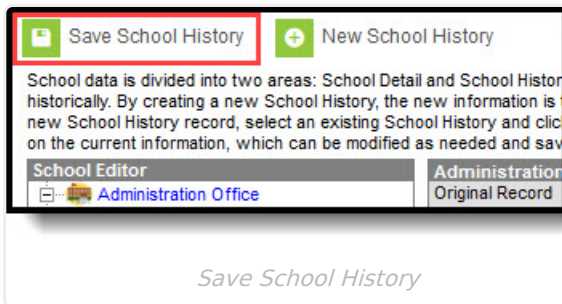 Save School History New School History
School data is divided into two areas: School Detail and School Histor
historically. By creating a new School History, the new information is
new School History record, select an existing School History and clic
on the current information, which can be modified as needed and sav
School Editor Administration
Administration Office Original Record
Save School History